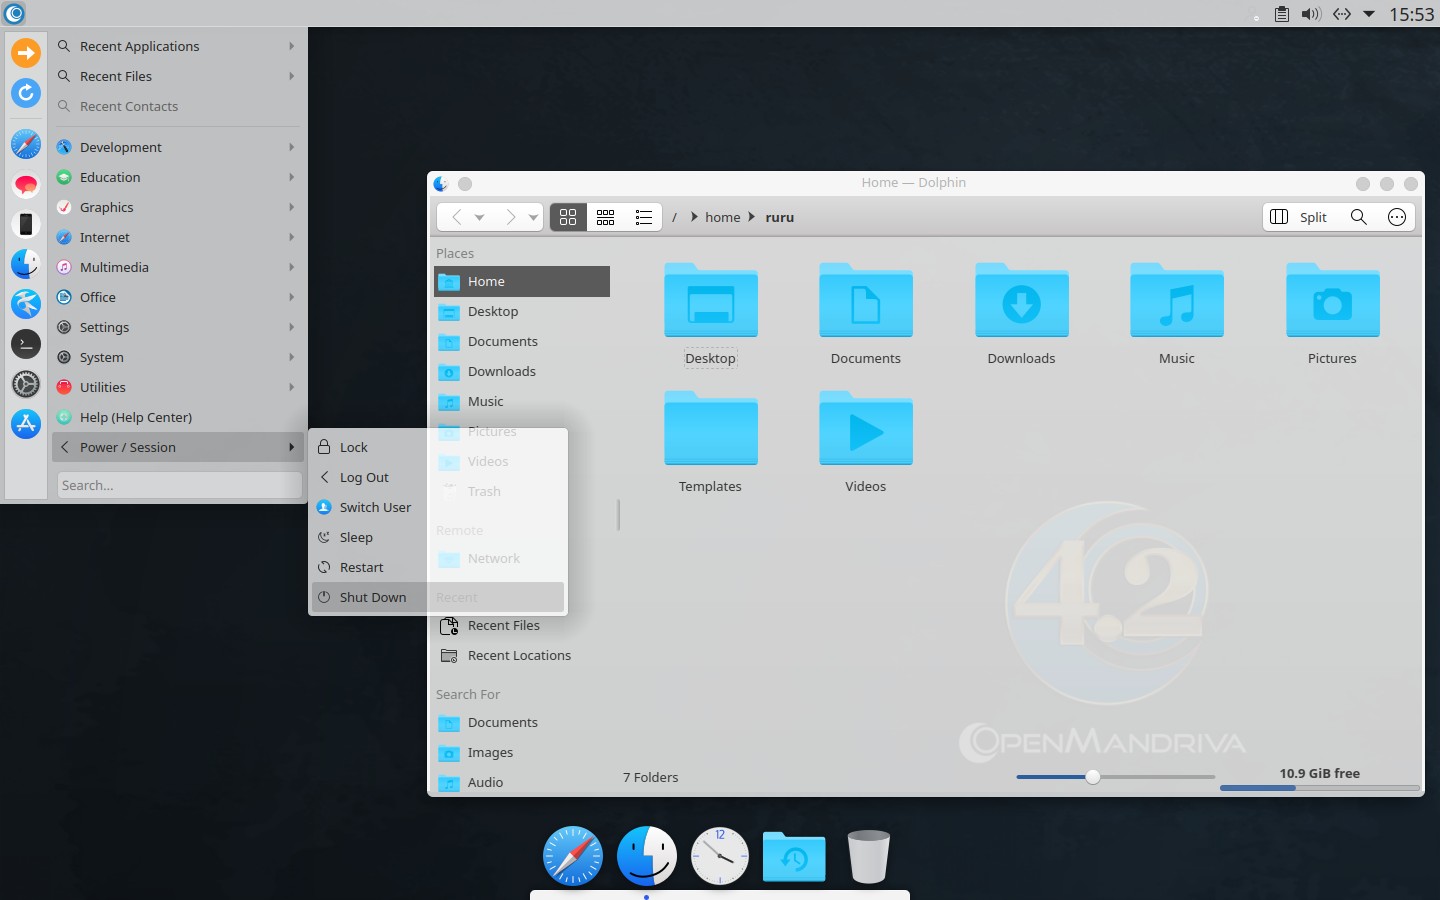 15:53
Recent Applications
Recent Files
Recent Contacts
Development
Education
Graphics
Internet
Multimedia
Office
Settings
System
Utilities
Help (Help Center)
Power / Session
Search...
Lock
Log Out
Switch User
Sleep
Restart
Shut Down
Home — Dolphin
/ home ruru
Split
Places
Home
Desktop
Documents
Downloads
Music
Pictures
Videos
Trash
Remote
Network
Recent
Recent Files
Recent Locations
Search For
Documents
Images
Audio
Desktop
Documents
Downloads
Music
Pictures
Templates
Videos
4.2
OpenMandriva
7 Folders
10.9 GiB free
12